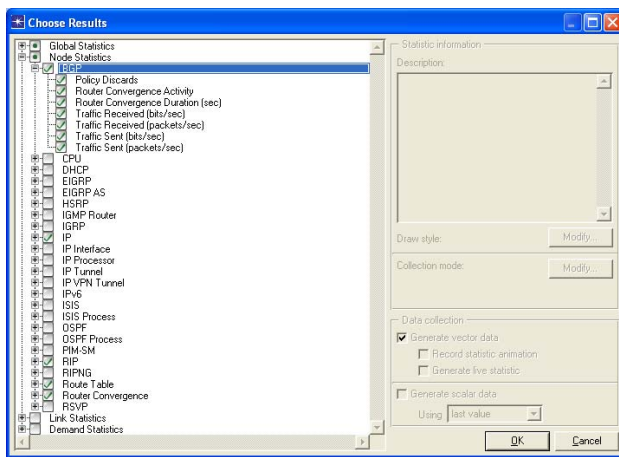 Choose Results
Global Statistics
Node Statistics
BGP
Policy Discards
Router Convergence Activity
Router Convergence Duration (sec)
Traffic Received (bits/sec)
Traffic Received (packets/sec)
Traffic Sent (bits/sec)
Traffic Sent (packets/sec)
CPU
DHCP
EIGRP
EIGRP AS
HSRP
IGMP Router
IGRP
IP
IP Interface
IP Processor
IP Tunnel
IP VPN Tunnel
IPv6
ISIS
ISIS Process
OSPF
OSPF Process
PIM-SM
RIP
RIPNG
Route Table
Router Convergence
RSVP
Link Statistics
Demand Statistics
Statistic information
Description:
Draw style:
Modify...
Collection mode:
Modify...
Data collection
Generate vector data
Record statistic animation
Generate live statistic
Generate scalar data
Using last value
OK
Cancel